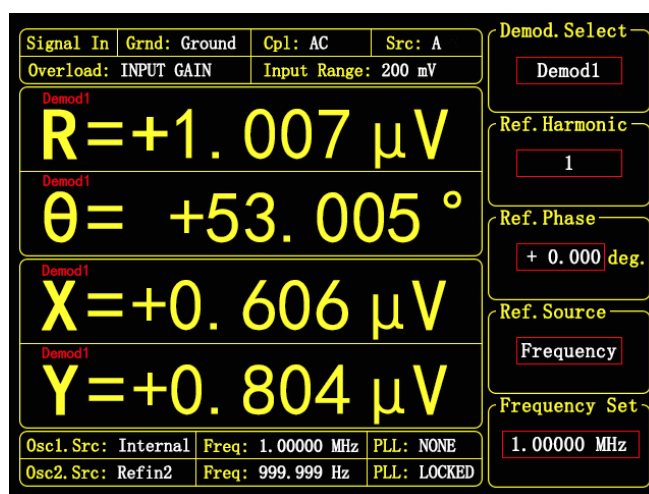 Signal In Grnd: Ground Cpl: AC Src: A
Overload: INPUT GAIN Input Range: 200 mV
Demod1
R=+1.007 μV
Demod1
θ= +53.005 °
Demod1
X=+0.606 μV
Demod1
Y=+0.804 μV
Osc1.Src: Internal Freq: 1.00000 MHz PLL: NONE
Osc2.Src: Refin2 Freq: 999.999 Hz PLL: LOCKED
Demod.Select
Demod1
Ref.Harmonic
1
Ref.Phase
+ 0.000 deg.
Ref.Source
Frequency
Frequency Set
1.00000 MHz